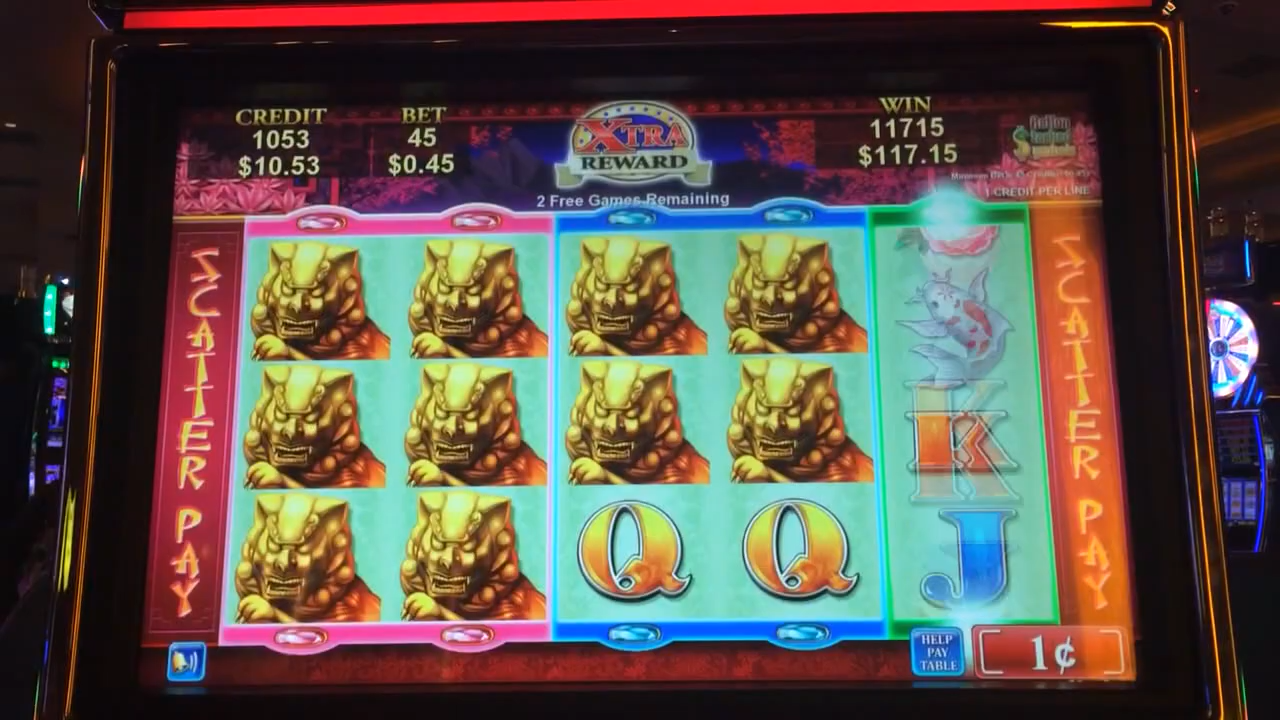 CREDIT
1053
$10.53
BET
45
$0.45
XTRA
REWARD
2 Free Games Remaining
WIN
11715
$117.15
1 CREDIT PER LINE
SCATTER PAY
SCATTER PAY
Q Q
K
J
HELP
PAY
TABLE
1¢